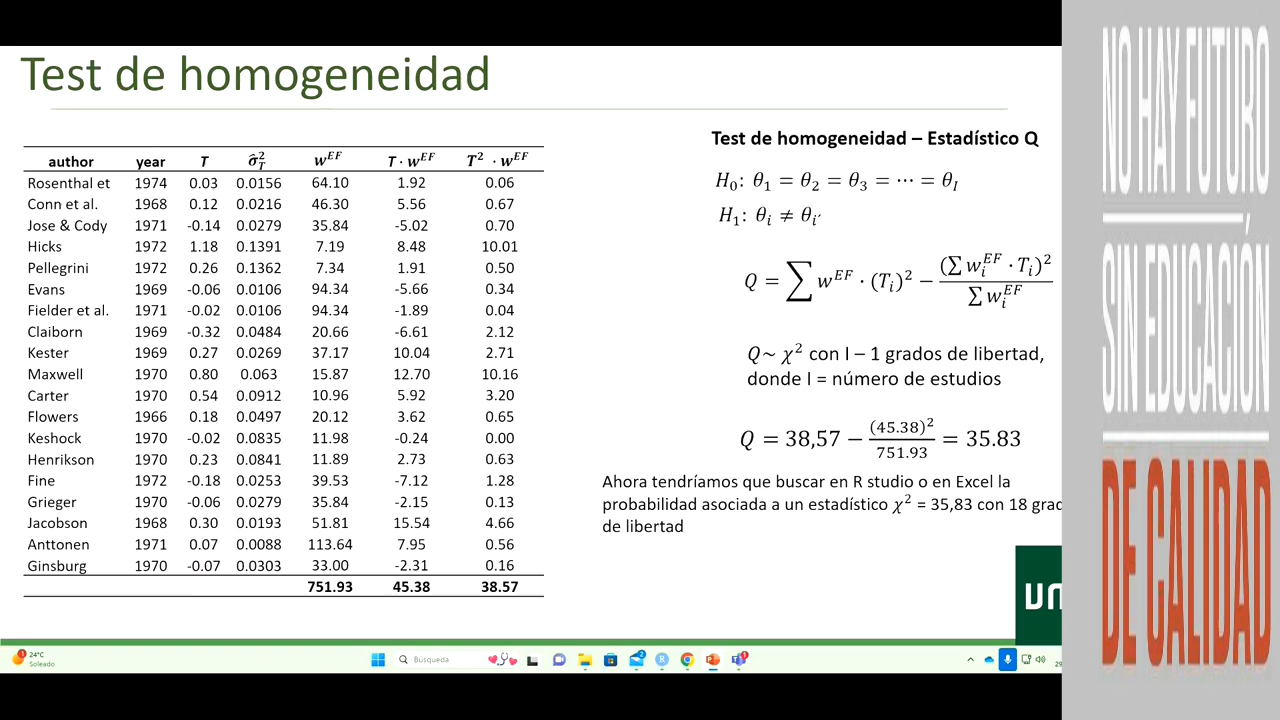 Test de homogeneidad
author year T σ̂²_T w^EF T · w^EF T² · w^EF
Rosenthal et 1974 0.03 0.0156 64.10 1.92 0.06
Conn et al. 1968 0.12 0.0216 46.30 5.56 0.67
Jose & Cody 1971 -0.14 0.0279 35.84 -5.02 0.70
Hicks 1972 1.18 0.1391 7.19 8.48 10.01
Pellegrini 1972 0.26 0.1362 7.34 1.91 0.50
Evans 1969 -0.06 0.0106 94.34 -5.66 0.34
Fielder et al. 1971 -0.02 0.0106 94.34 -1.89 0.04
Claiborn 1969 -0.32 0.0484 20.66 -6.61 2.12
Kester 1969 0.27 0.0269 37.17 10.04 2.71
Maxwell 1970 0.80 0.063 15.87 12.70 10.16
Carter 1970 0.54 0.0912 10.96 5.92 3.20
Flowers 1966 0.18 0.0497 20.12 3.62 0.65
Keshock 1970 -0.02 0.0835 11.98 -0.24 0.00
Henrikson 1970 0.23 0.0841 11.89 2.73 0.63
Fine 1972 -0.18 0.0253 39.53 -7.12 1.28
Grieger 1970 -0.06 0.0279 35.84 -2.15 0.13
Jacobson 1968 0.30 0.0193 51.81 15.54 4.66
Anttonen 1971 0.07 0.0088 113.64 7.95 0.56
Ginsburg 1970 -0.07 0.0303 33.00 -2.31 0.16
751.93 45.38 38.57
Test de homogeneidad – Estadístico Q
H₀: θ₁ = θ₂ = θ₃ = ⋯ = θ_I
H₁: θᵢ ≠ θᵢ′
Q = ∑ w^EF · (Tᵢ)² − (∑ wᵢ^EF · Tᵢ)² / ∑ wᵢ^EF
Q~ χ² con I – 1 grados de libertad,
donde I = número de estudios
Q = 38,57 − (45.38)² / 751.93 = 35.83
Ahora tendríamos que buscar en R studio o en Excel la
probabilidad asociada a un estadístico χ² = 35,83 con 18 grad
de libertad
24°C
Soleado
Búsqueda
NO HAY FUTURO
SIN EDUCACIÓN
DE CALIDAD